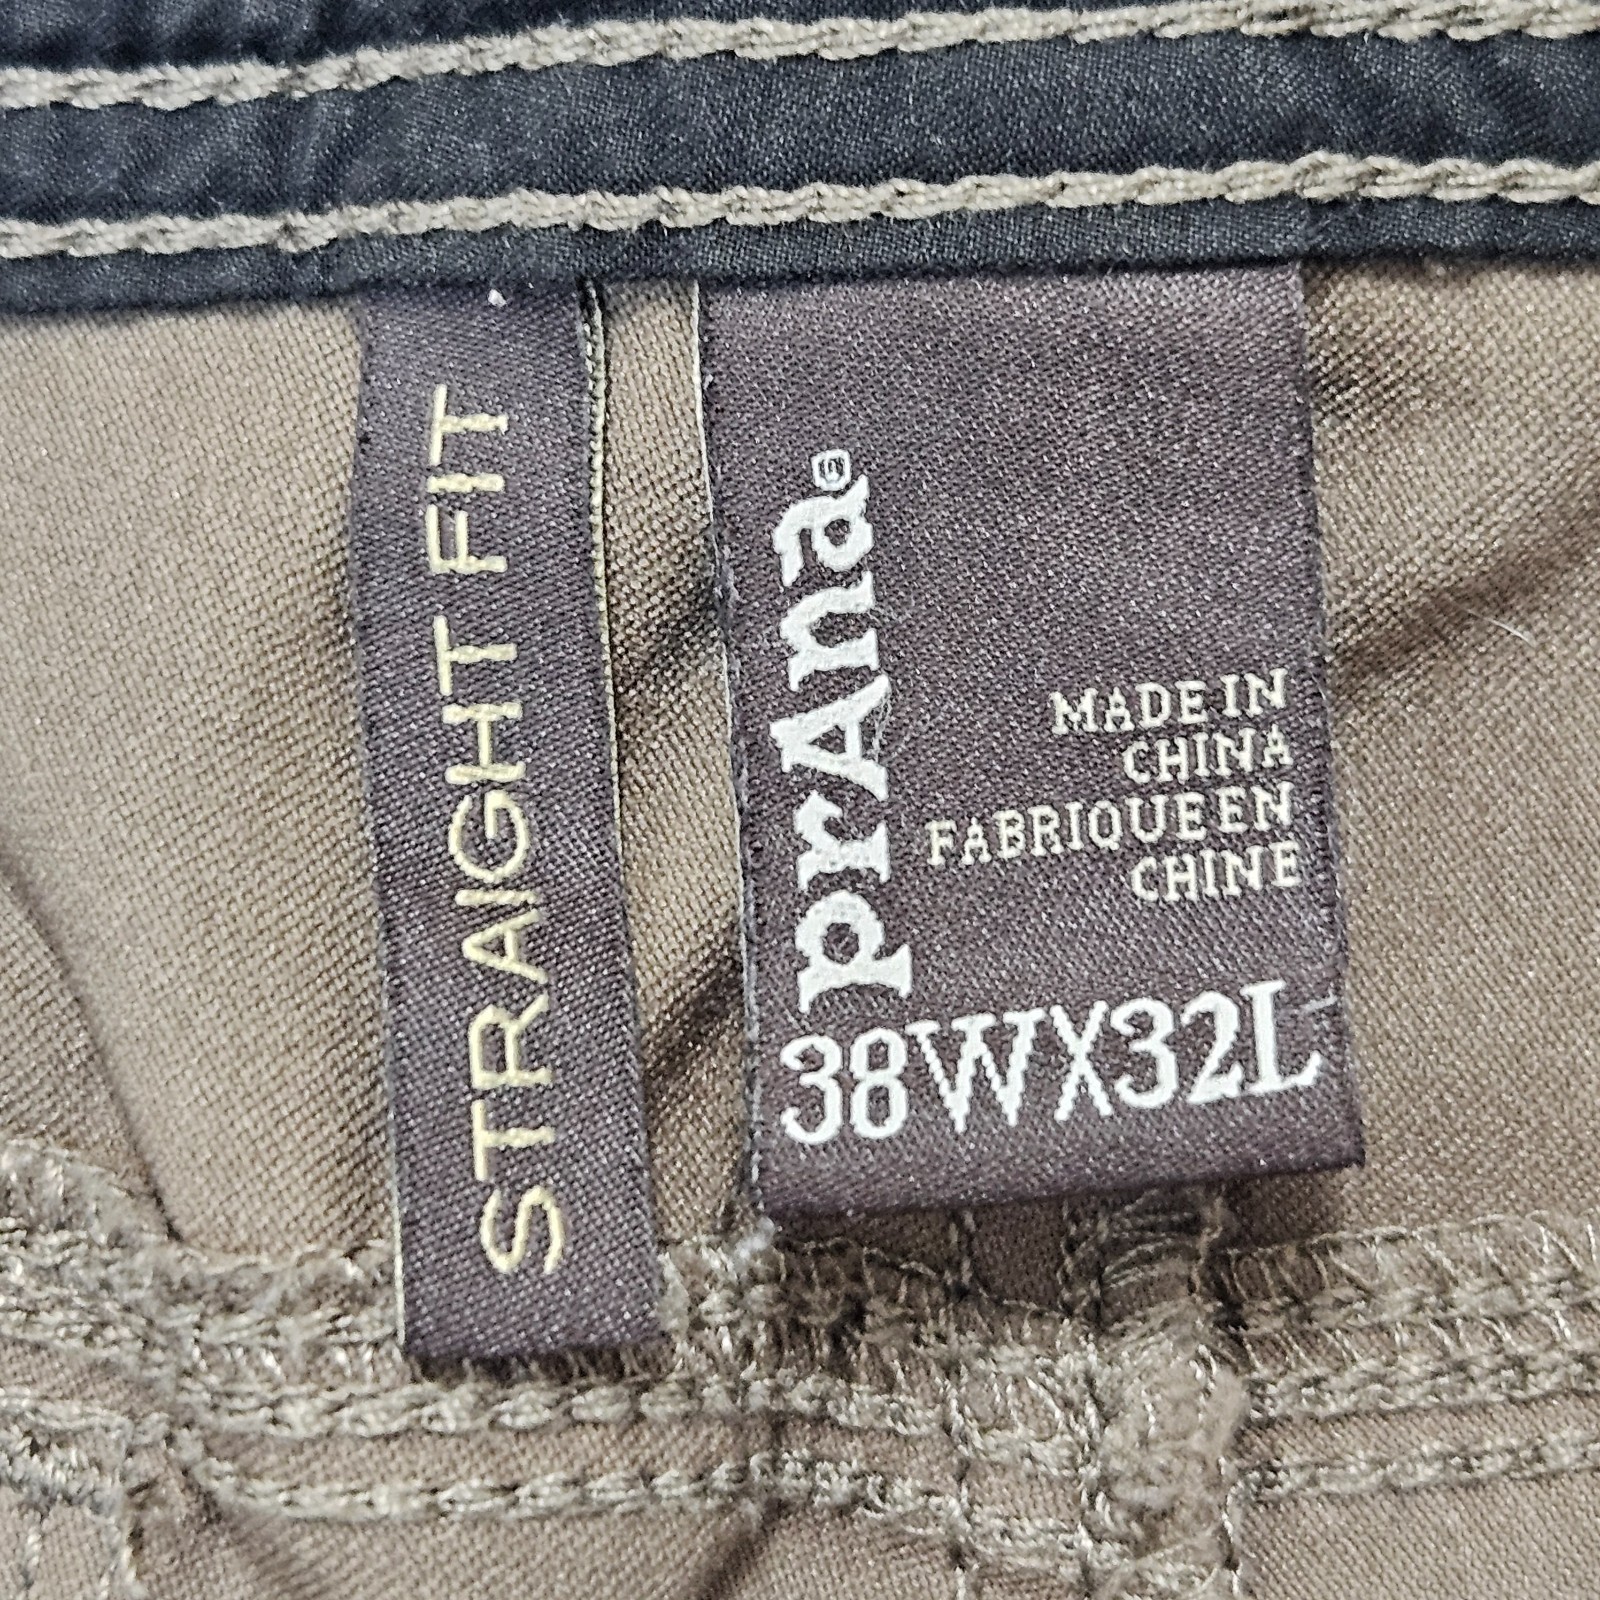 STRAIGHT FIT
prAna®
MADE IN
CHINA
FABRIQUE EN
CHINE
38WX32L